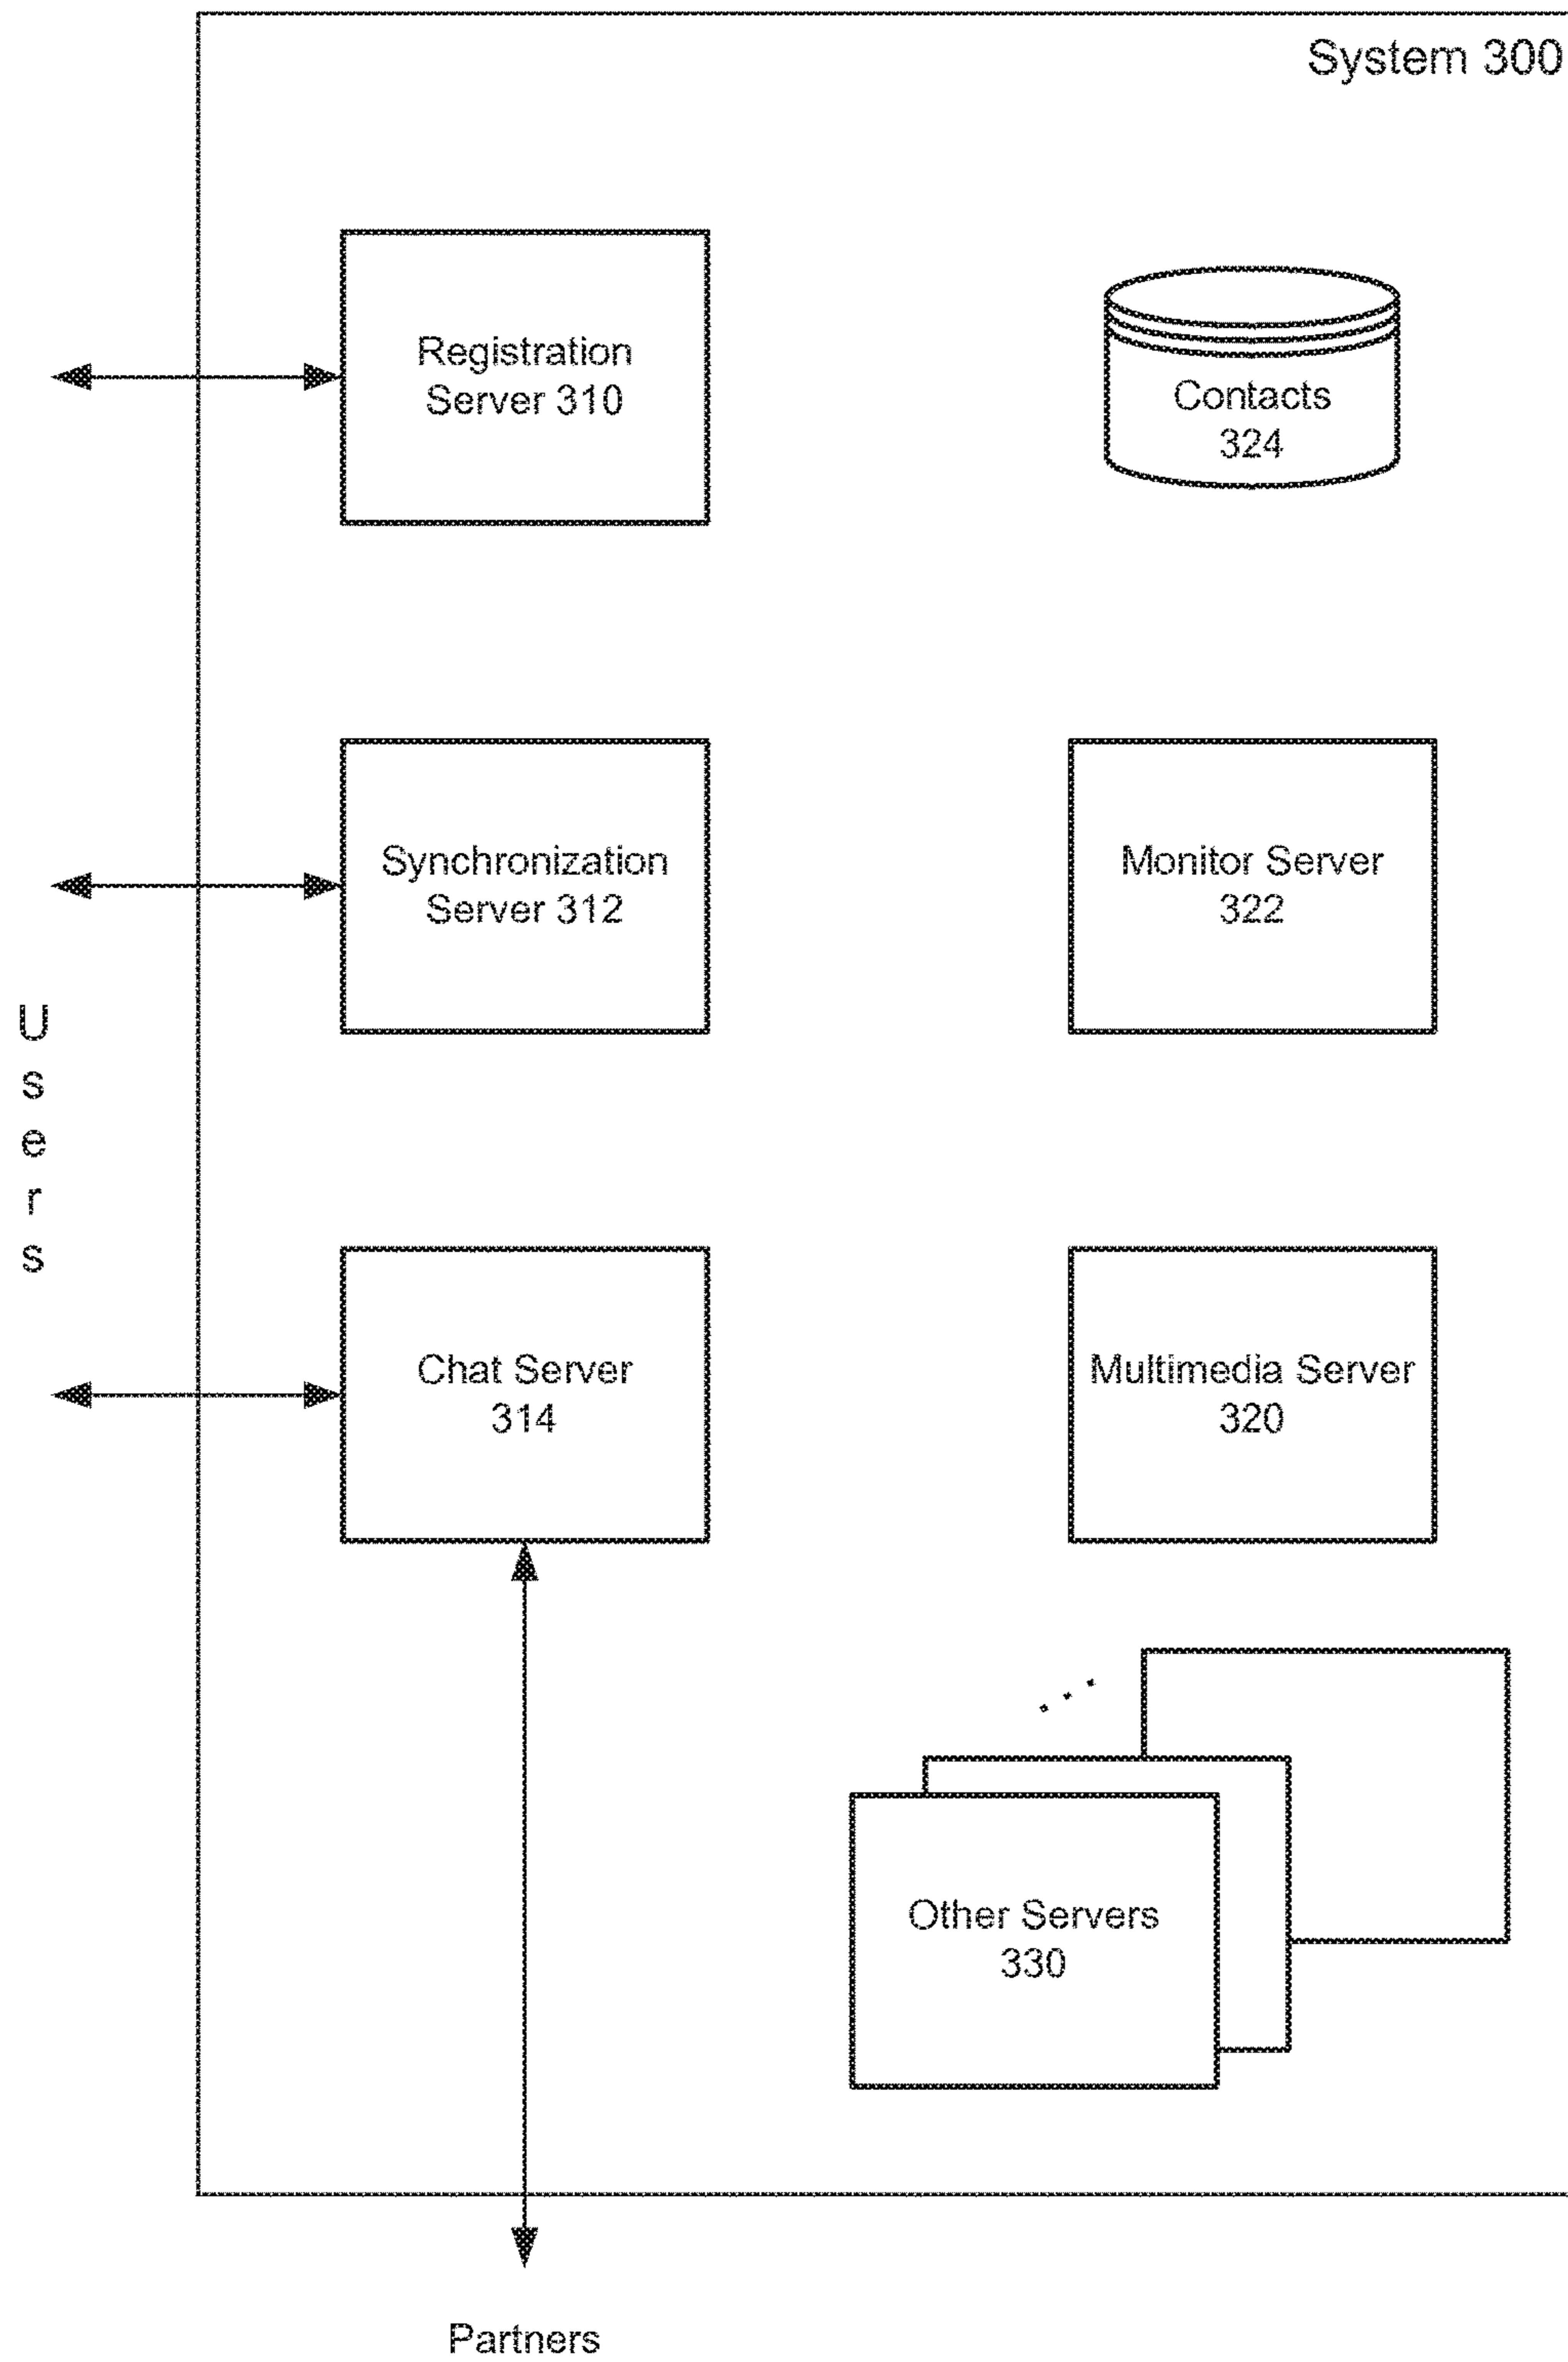 System 300
Registration
Server 310
Contacts
324
Synchronization
Server 312
Monitor Server
322
Users
Chat Server
314
Multimedia Server
320
Other Servers
330
Partners